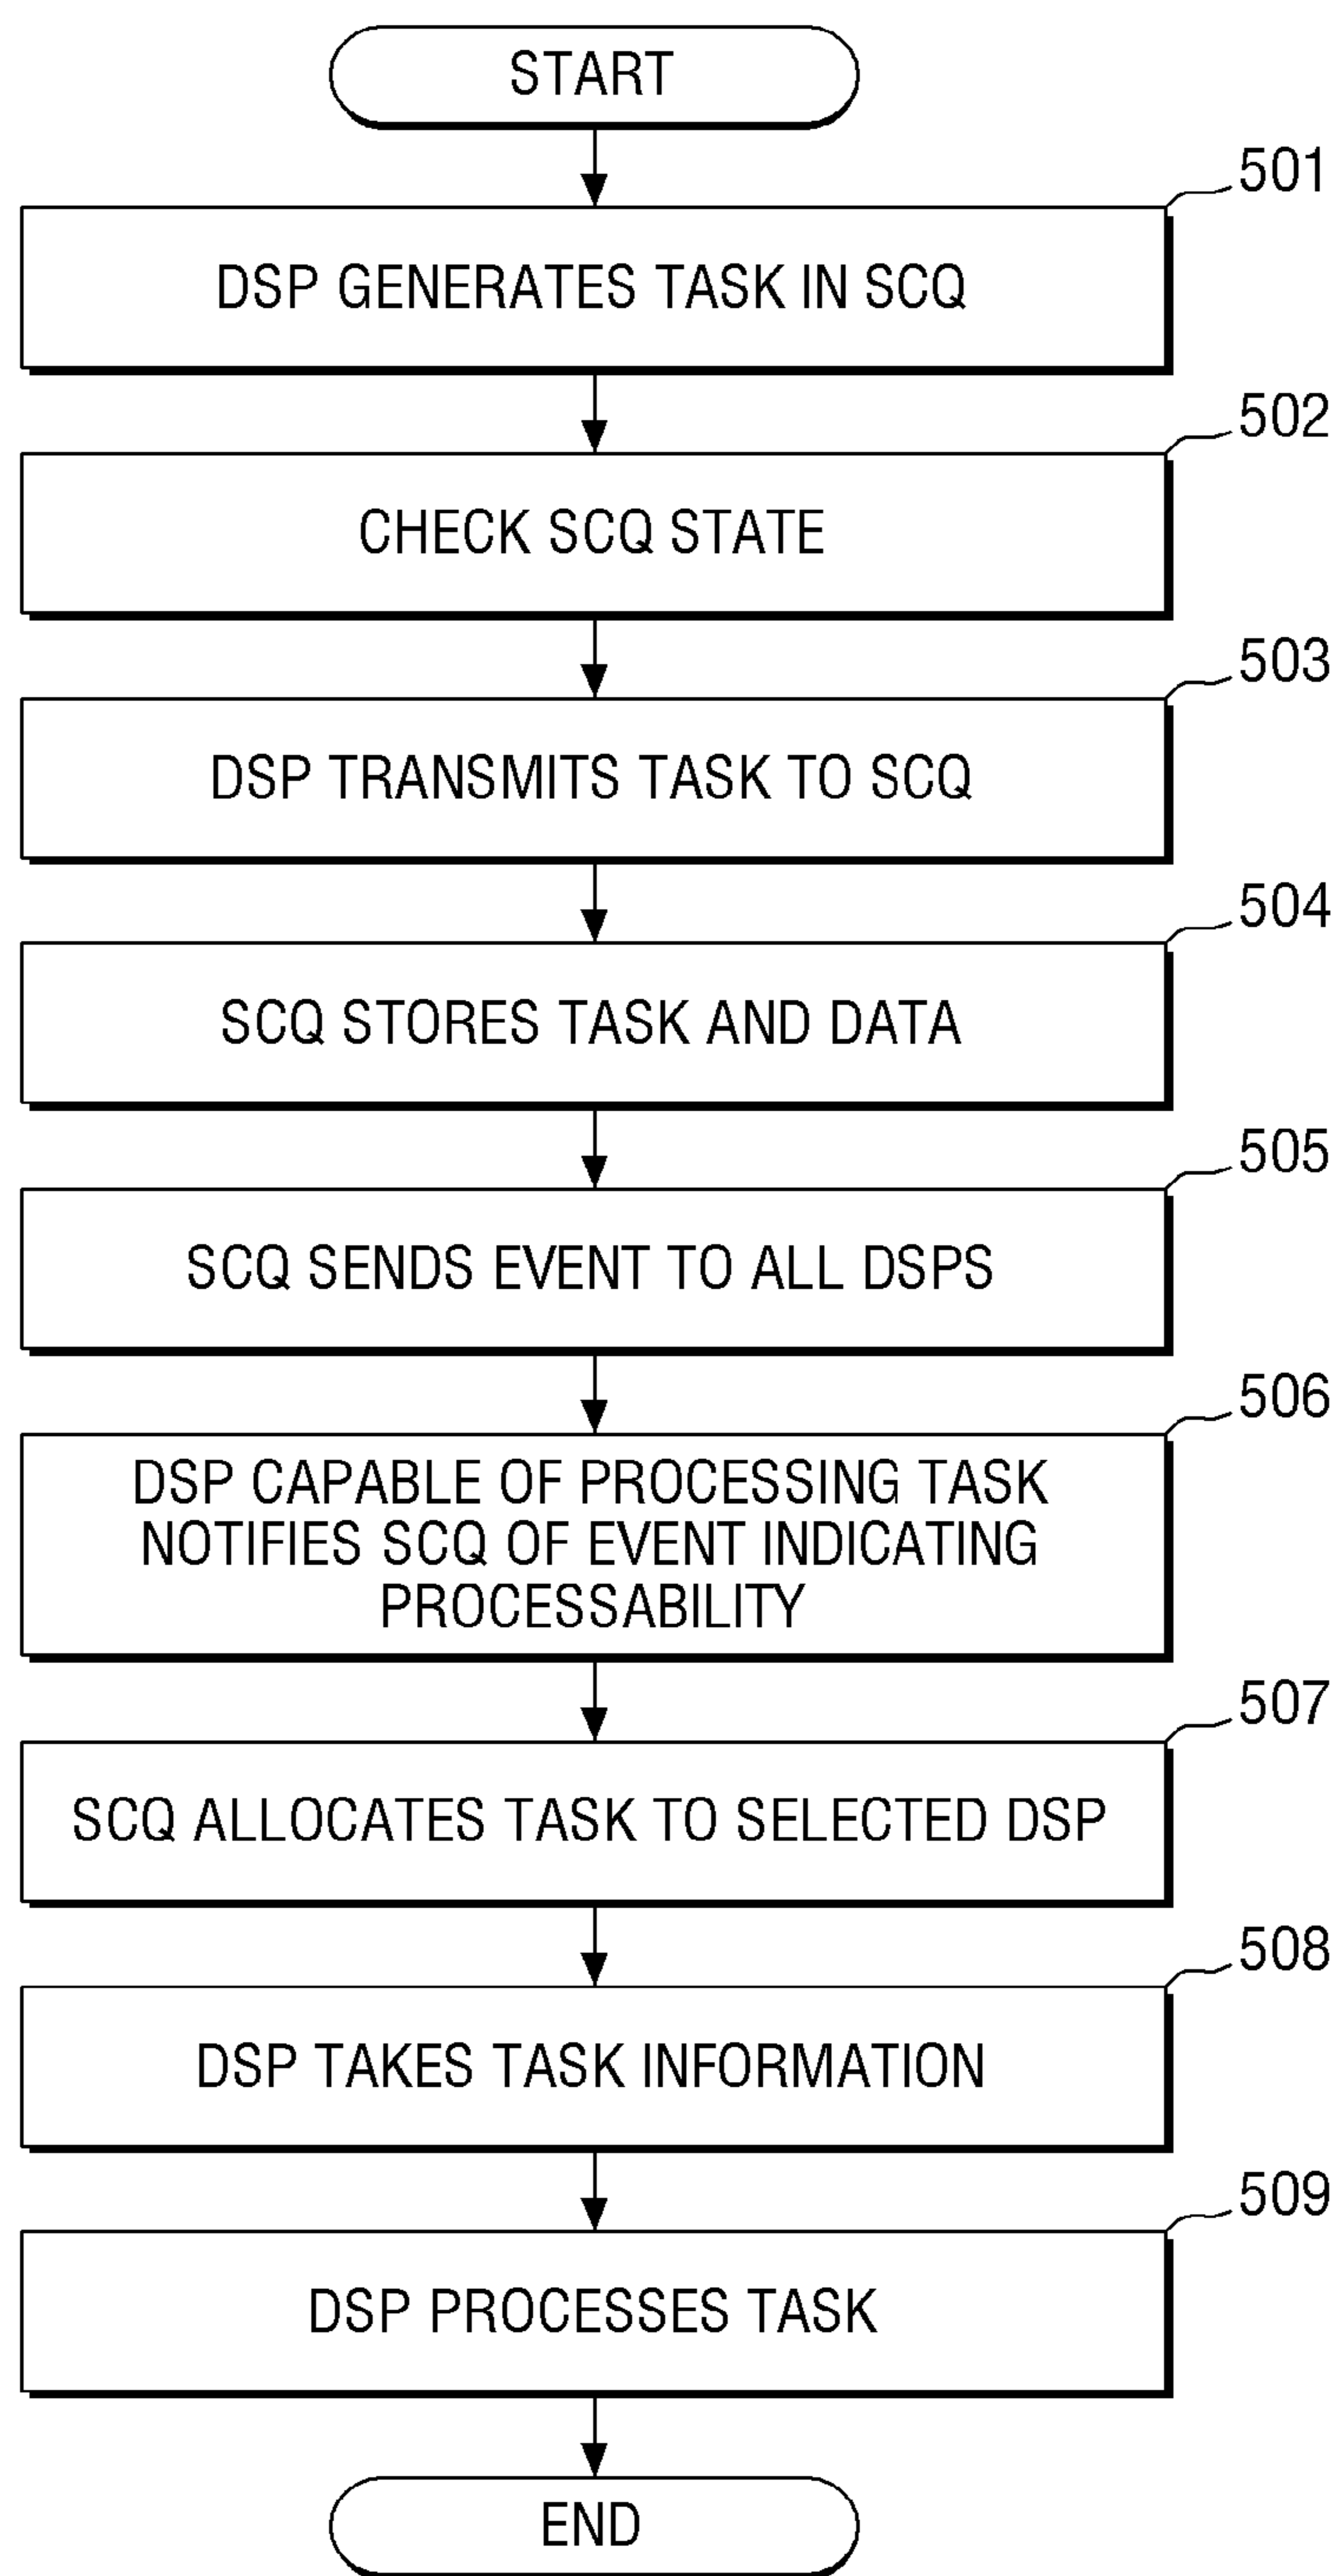 START
501
DSP GENERATES TASK IN SCQ
502
CHECK SCQ STATE
503
DSP TRANSMITS TASK TO SCQ
504
SCQ STORES TASK AND DATA
505
SCQ SENDS EVENT TO ALL DSPS
506
DSP CAPABLE OF PROCESSING TASK
NOTIFIES SCQ OF EVENT INDICATING
PROCESSABILITY
507
SCQ ALLOCATES TASK TO SELECTED DSP
508
DSP TAKES TASK INFORMATION
509
DSP PROCESSES TASK
END